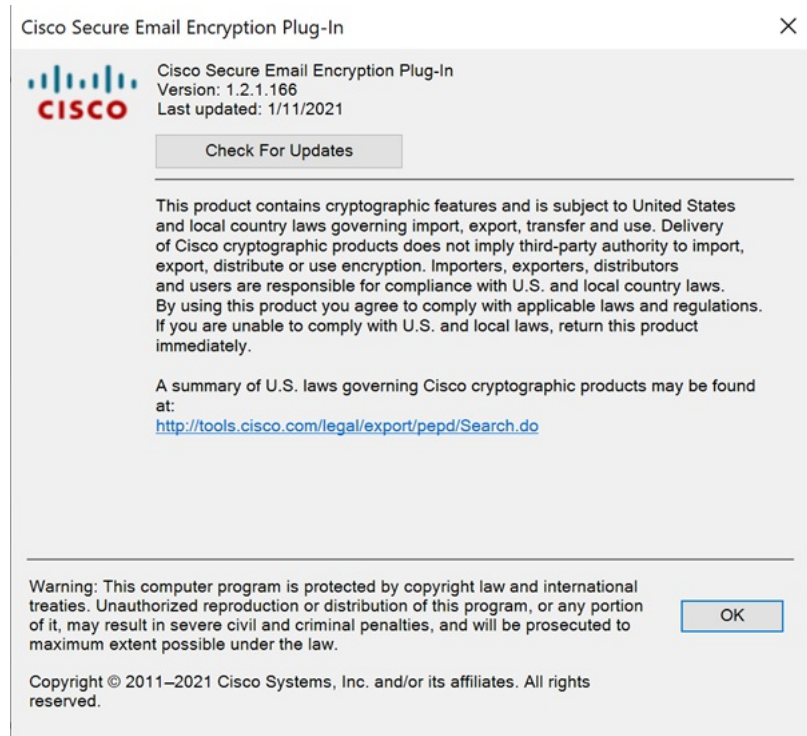 Cisco Secure Email Encryption Plug-In
CISCO
Cisco Secure Email Encryption Plug-In
Version: 1.2.1.166
Last updated: 1/11/2021
Check For Updates
This product contains cryptographic features and is subject to United States
and local country laws governing import, export, transfer and use. Delivery
of Cisco cryptographic products does not imply third-party authority to import,
export, distribute or use encryption. Importers, exporters, distributors
and users are responsible for compliance with U.S. and local country laws.
By using this product you agree to comply with applicable laws and regulations.
If you are unable to comply with U.S. and local laws, return this product
immediately.
A summary of U.S. laws governing Cisco cryptographic products may be found
at:
http://tools.cisco.com/legal/export/pepd/Search.do
Warning: This computer program is protected by copyright law and international
treaties. Unauthorized reproduction or distribution of this program, or any portion
of it, may result in severe civil and criminal penalties, and will be prosecuted to
maximum extent possible under the law.
OK
Copyright © 2011–2021 Cisco Systems, Inc. and/or its affiliates. All rights
reserved.